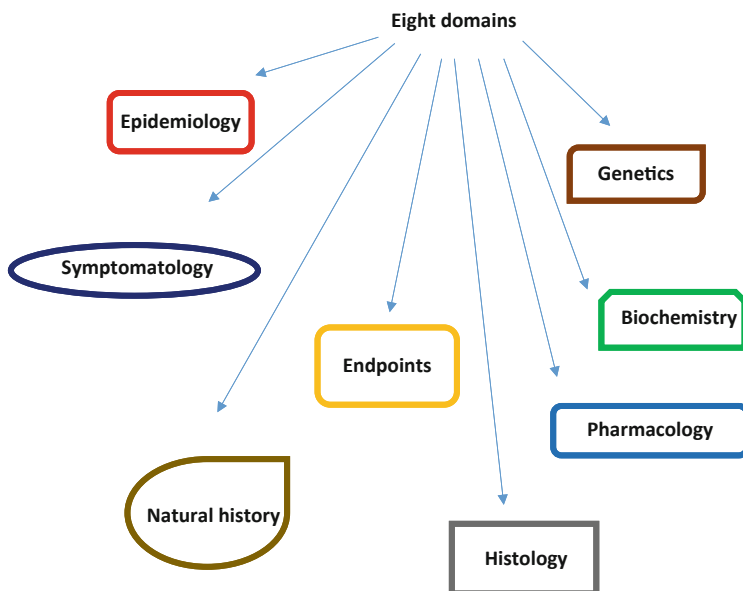 Eight domains
Epidemiology
Genetics
Symptomatology
Biochemistry
Endpoints
Pharmacology
Natural history
Histology